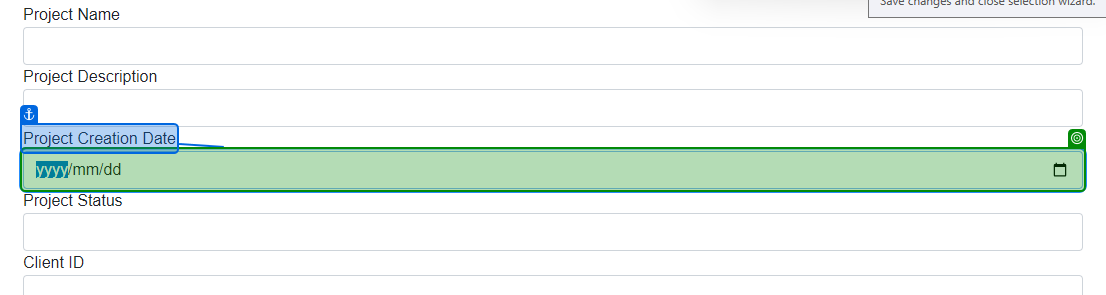 Save changes and close selection wizard.
Project Name
Project Description
Project Creation Date
yyyy/mm/dd
Project Status
Client ID